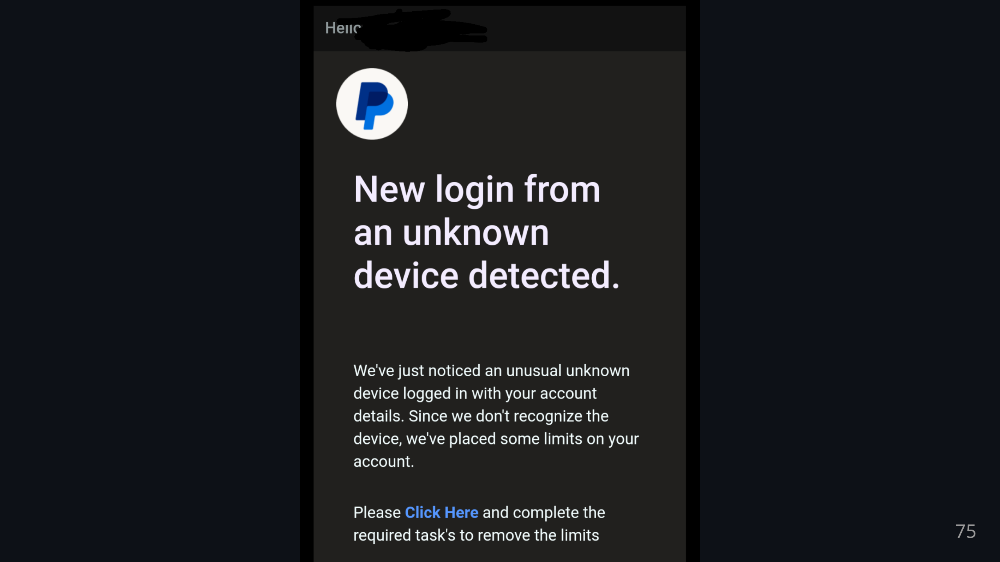 Hello
New login from
an unknown
device detected.
We've just noticed an unusual unknown
device logged in with your account
details. Since we don't recognize the
device, we've placed some limits on your
account.
Please Click Here and complete the
required task's to remove the limits
75